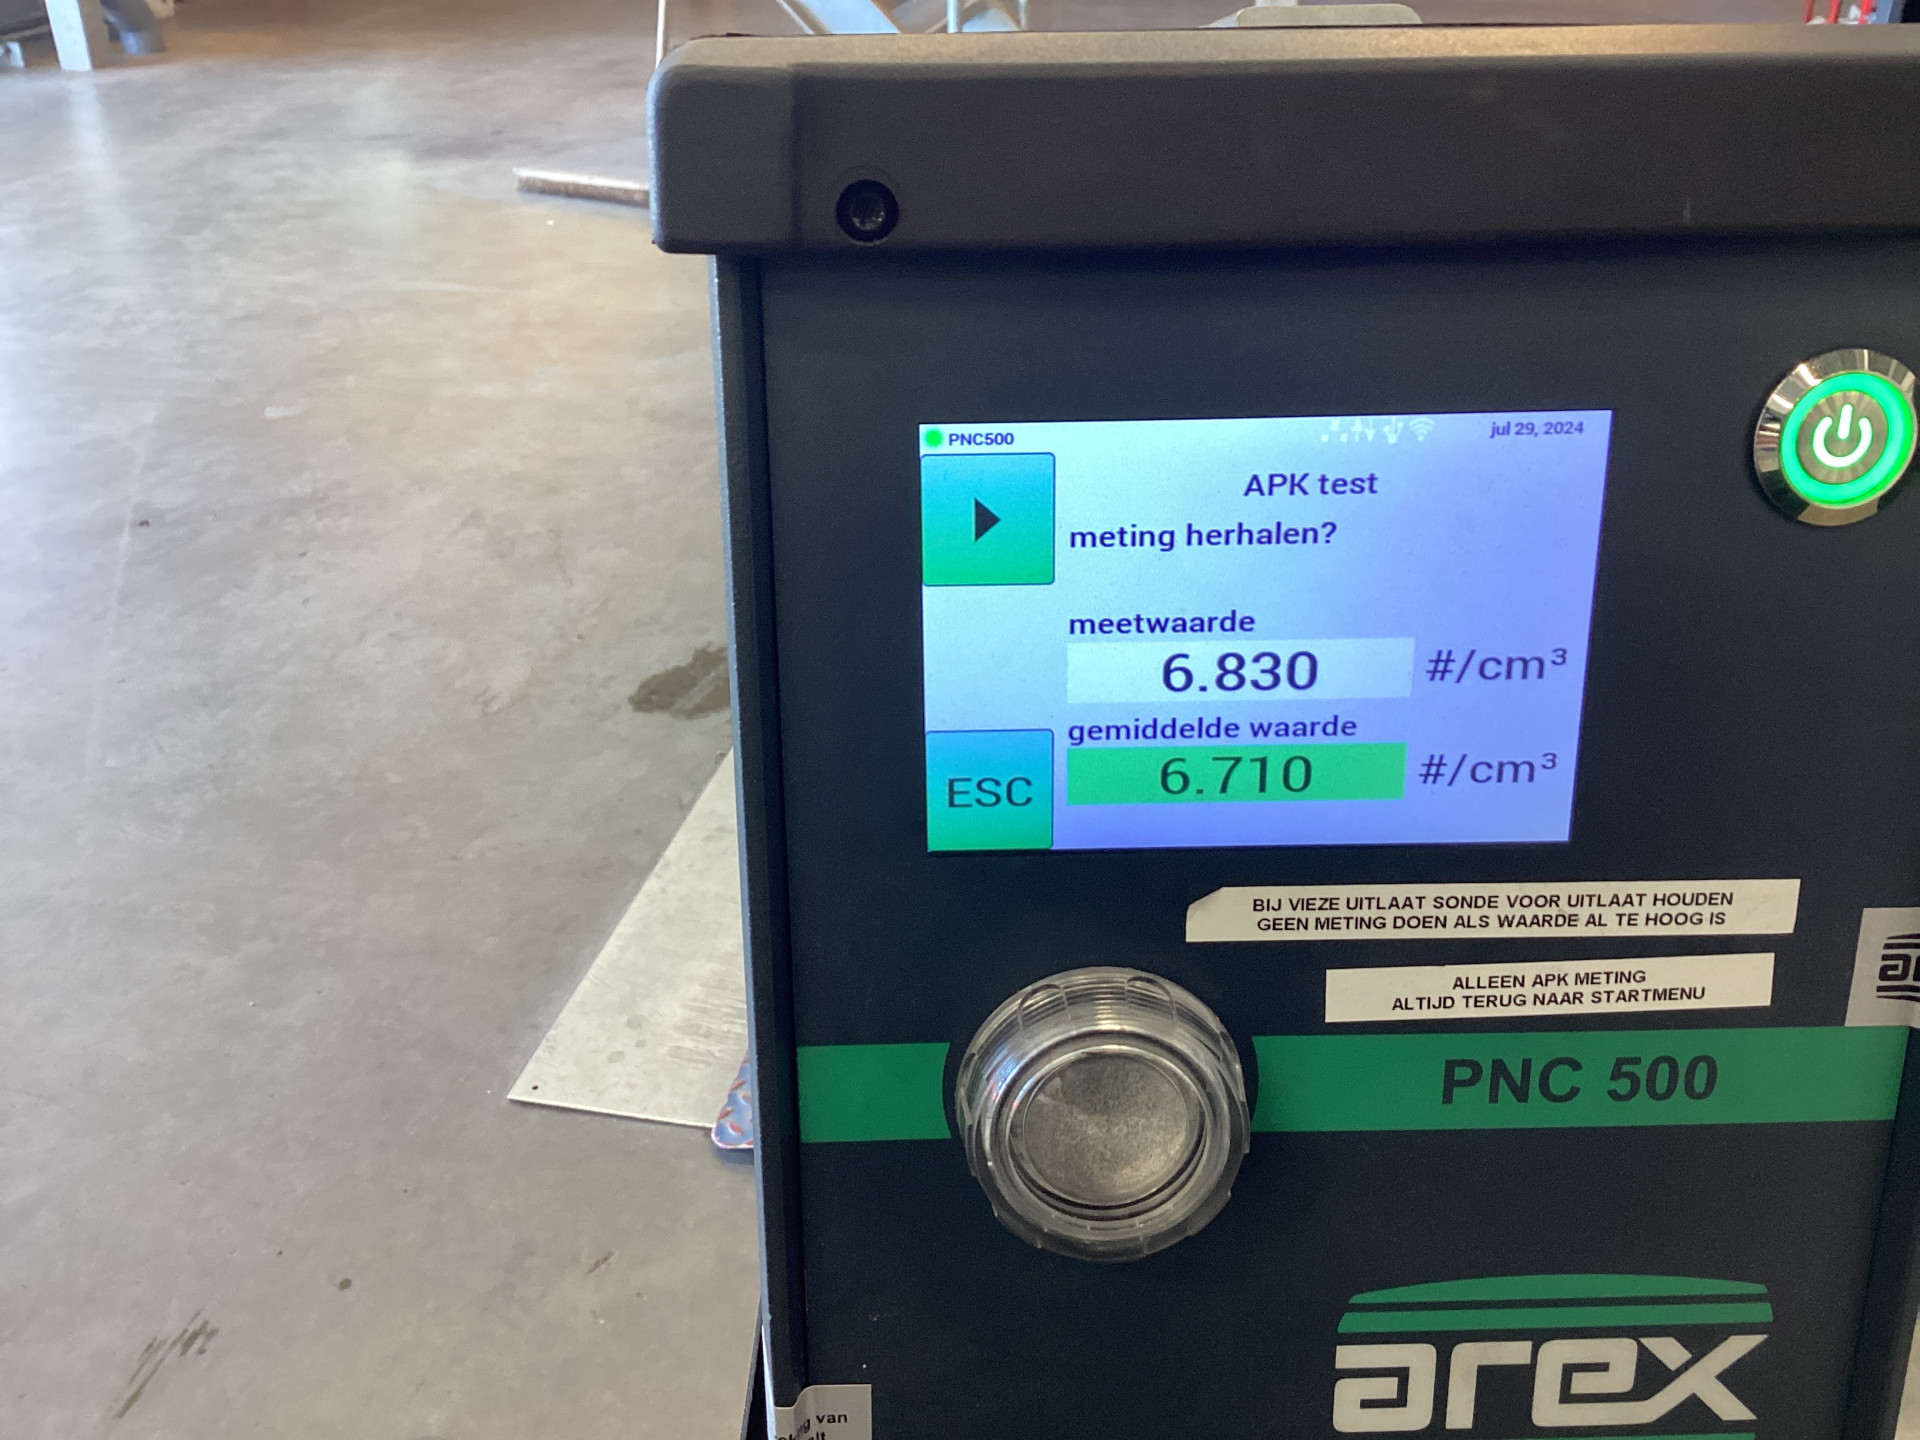 PNC500
jul 29, 2024
APK test
meting herhalen?
meetwaarde
6.830 #/cm³
gemiddelde waarde
6.710 #/cm³
ESC
BIJ VIEZE UITLAAT SONDE VOOR UITLAAT HOUDEN
GEEN METING DOEN ALS WAARDE AL TE HOOG IS
ALLEEN APK METING
ALTIJD TERUG NAAR STARTMENU
PNC 500
arex
van